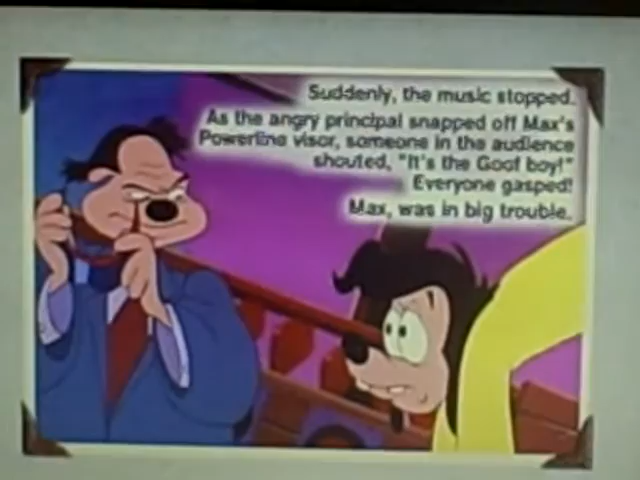 Suddenly, the music stopped.
As the angry principal snapped off Max's
Powerline visor, someone in the audience
shouted, "It's the Goof boy!"
Everyone gasped!
Max, was in big trouble.